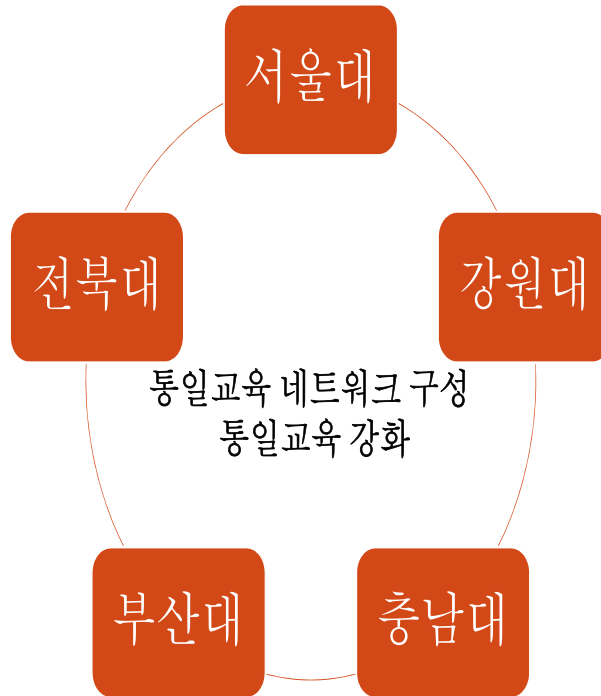 서울대
전북대
강원대
통일교육 네트워크 구성
통일교육 강화
부산대
충남대